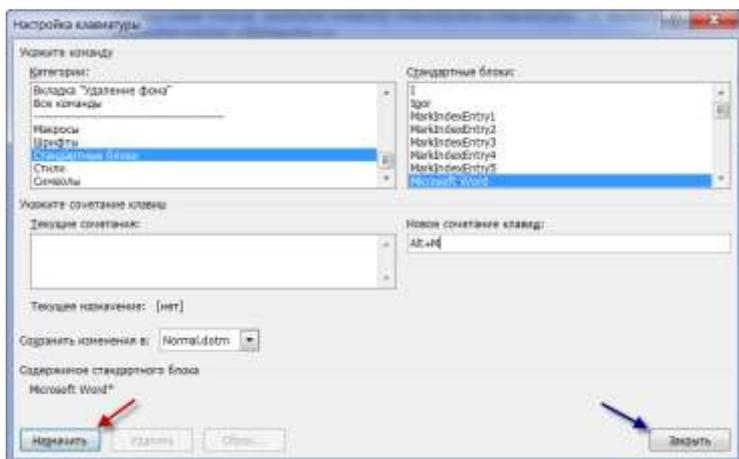 Настройка клавиатуры
Укажите команду
Категории:
Вкладка "Удаление фона"
Все команды
Макросы
Шрифты
Стандартные блоки
Стили
Символы
Стандартные блоки:
I
Igor
MarkIndexEntry1
MarkIndexEntry2
MarkIndexEntry3
MarkIndexEntry4
MarkIndexEntry5
Microsoft Word
Укажите сочетание клавиш
Текущие сочетания:
Новое сочетание клавиш:
Alt+M
Текущее назначение: [нет]
Сохранить изменения в: Normal.dotm
Содержимое стандартного блока
Microsoft Word®
Назначить
Удалить
Сброс...
Закрыть